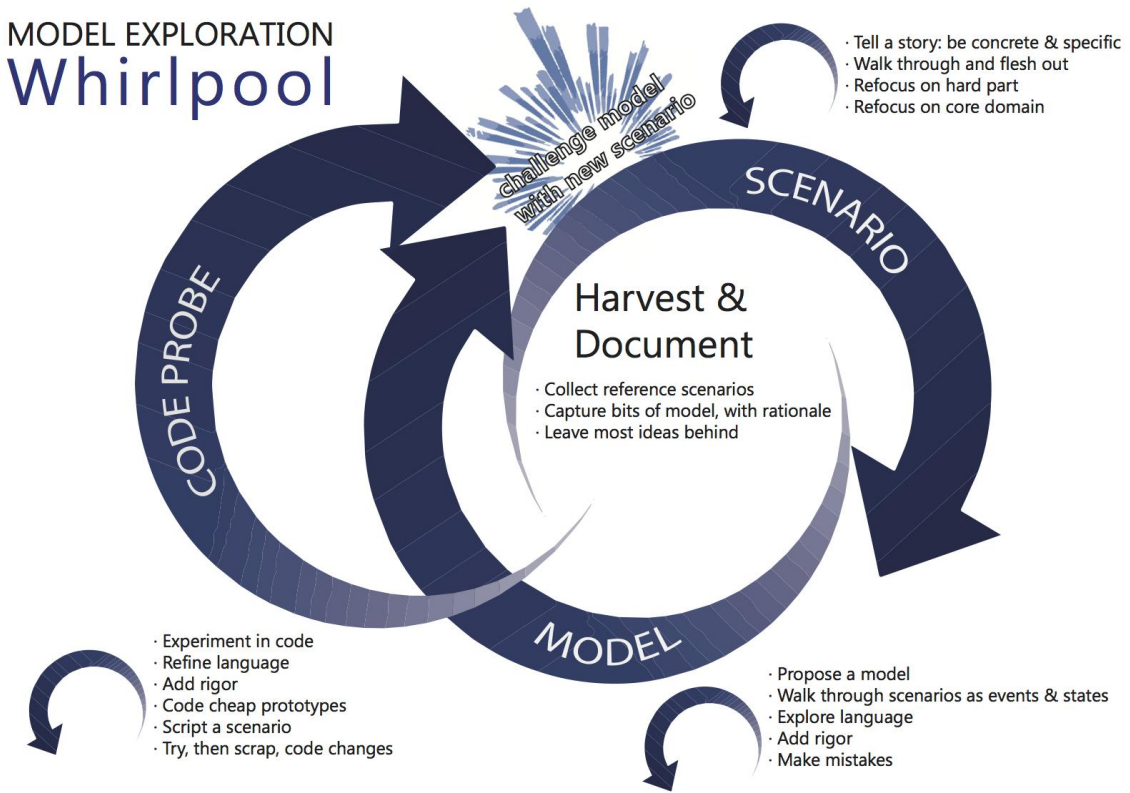 MODEL EXPLORATION
Whirlpool
challenge model
with new scenario
· Tell a story: be concrete & specific
· Walk through and flesh out
· Refocus on hard part
· Refocus on core domain
SCENARIO
CODE PROBE
Harvest &
Document
· Collect reference scenarios
· Capture bits of model, with rationale
· Leave most ideas behind
MODEL
· Experiment in code
· Refine language
· Add rigor
· Code cheap prototypes
· Script a scenario
· Try, then scrap, code changes
· Propose a model
· Walk through scenarios as events & states
· Explore language
· Add rigor
· Make mistakes